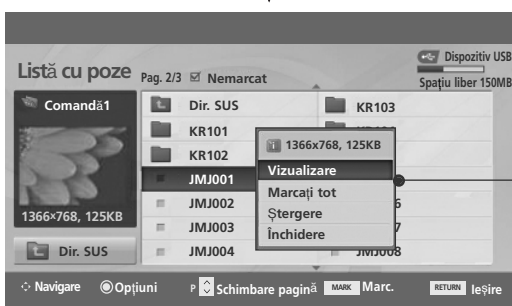 Dispozitiv USB
Listă cu poze Pag. 2/3 Nemarcat
Spațiu liber 150MB
Comandă1
Dir. SUS
KR103
KR101
KR102
1366x768, 125KB
JMJ001
Vizualizare
JMJ002
Marcați tot
JMJ003
Ștergere
JMJ004
Închidere
JMJ008
1366×768, 125KB
Dir. SUS
Navigare Opțiuni P Schimbare pagină MARK Marc. RETURN Ieșire